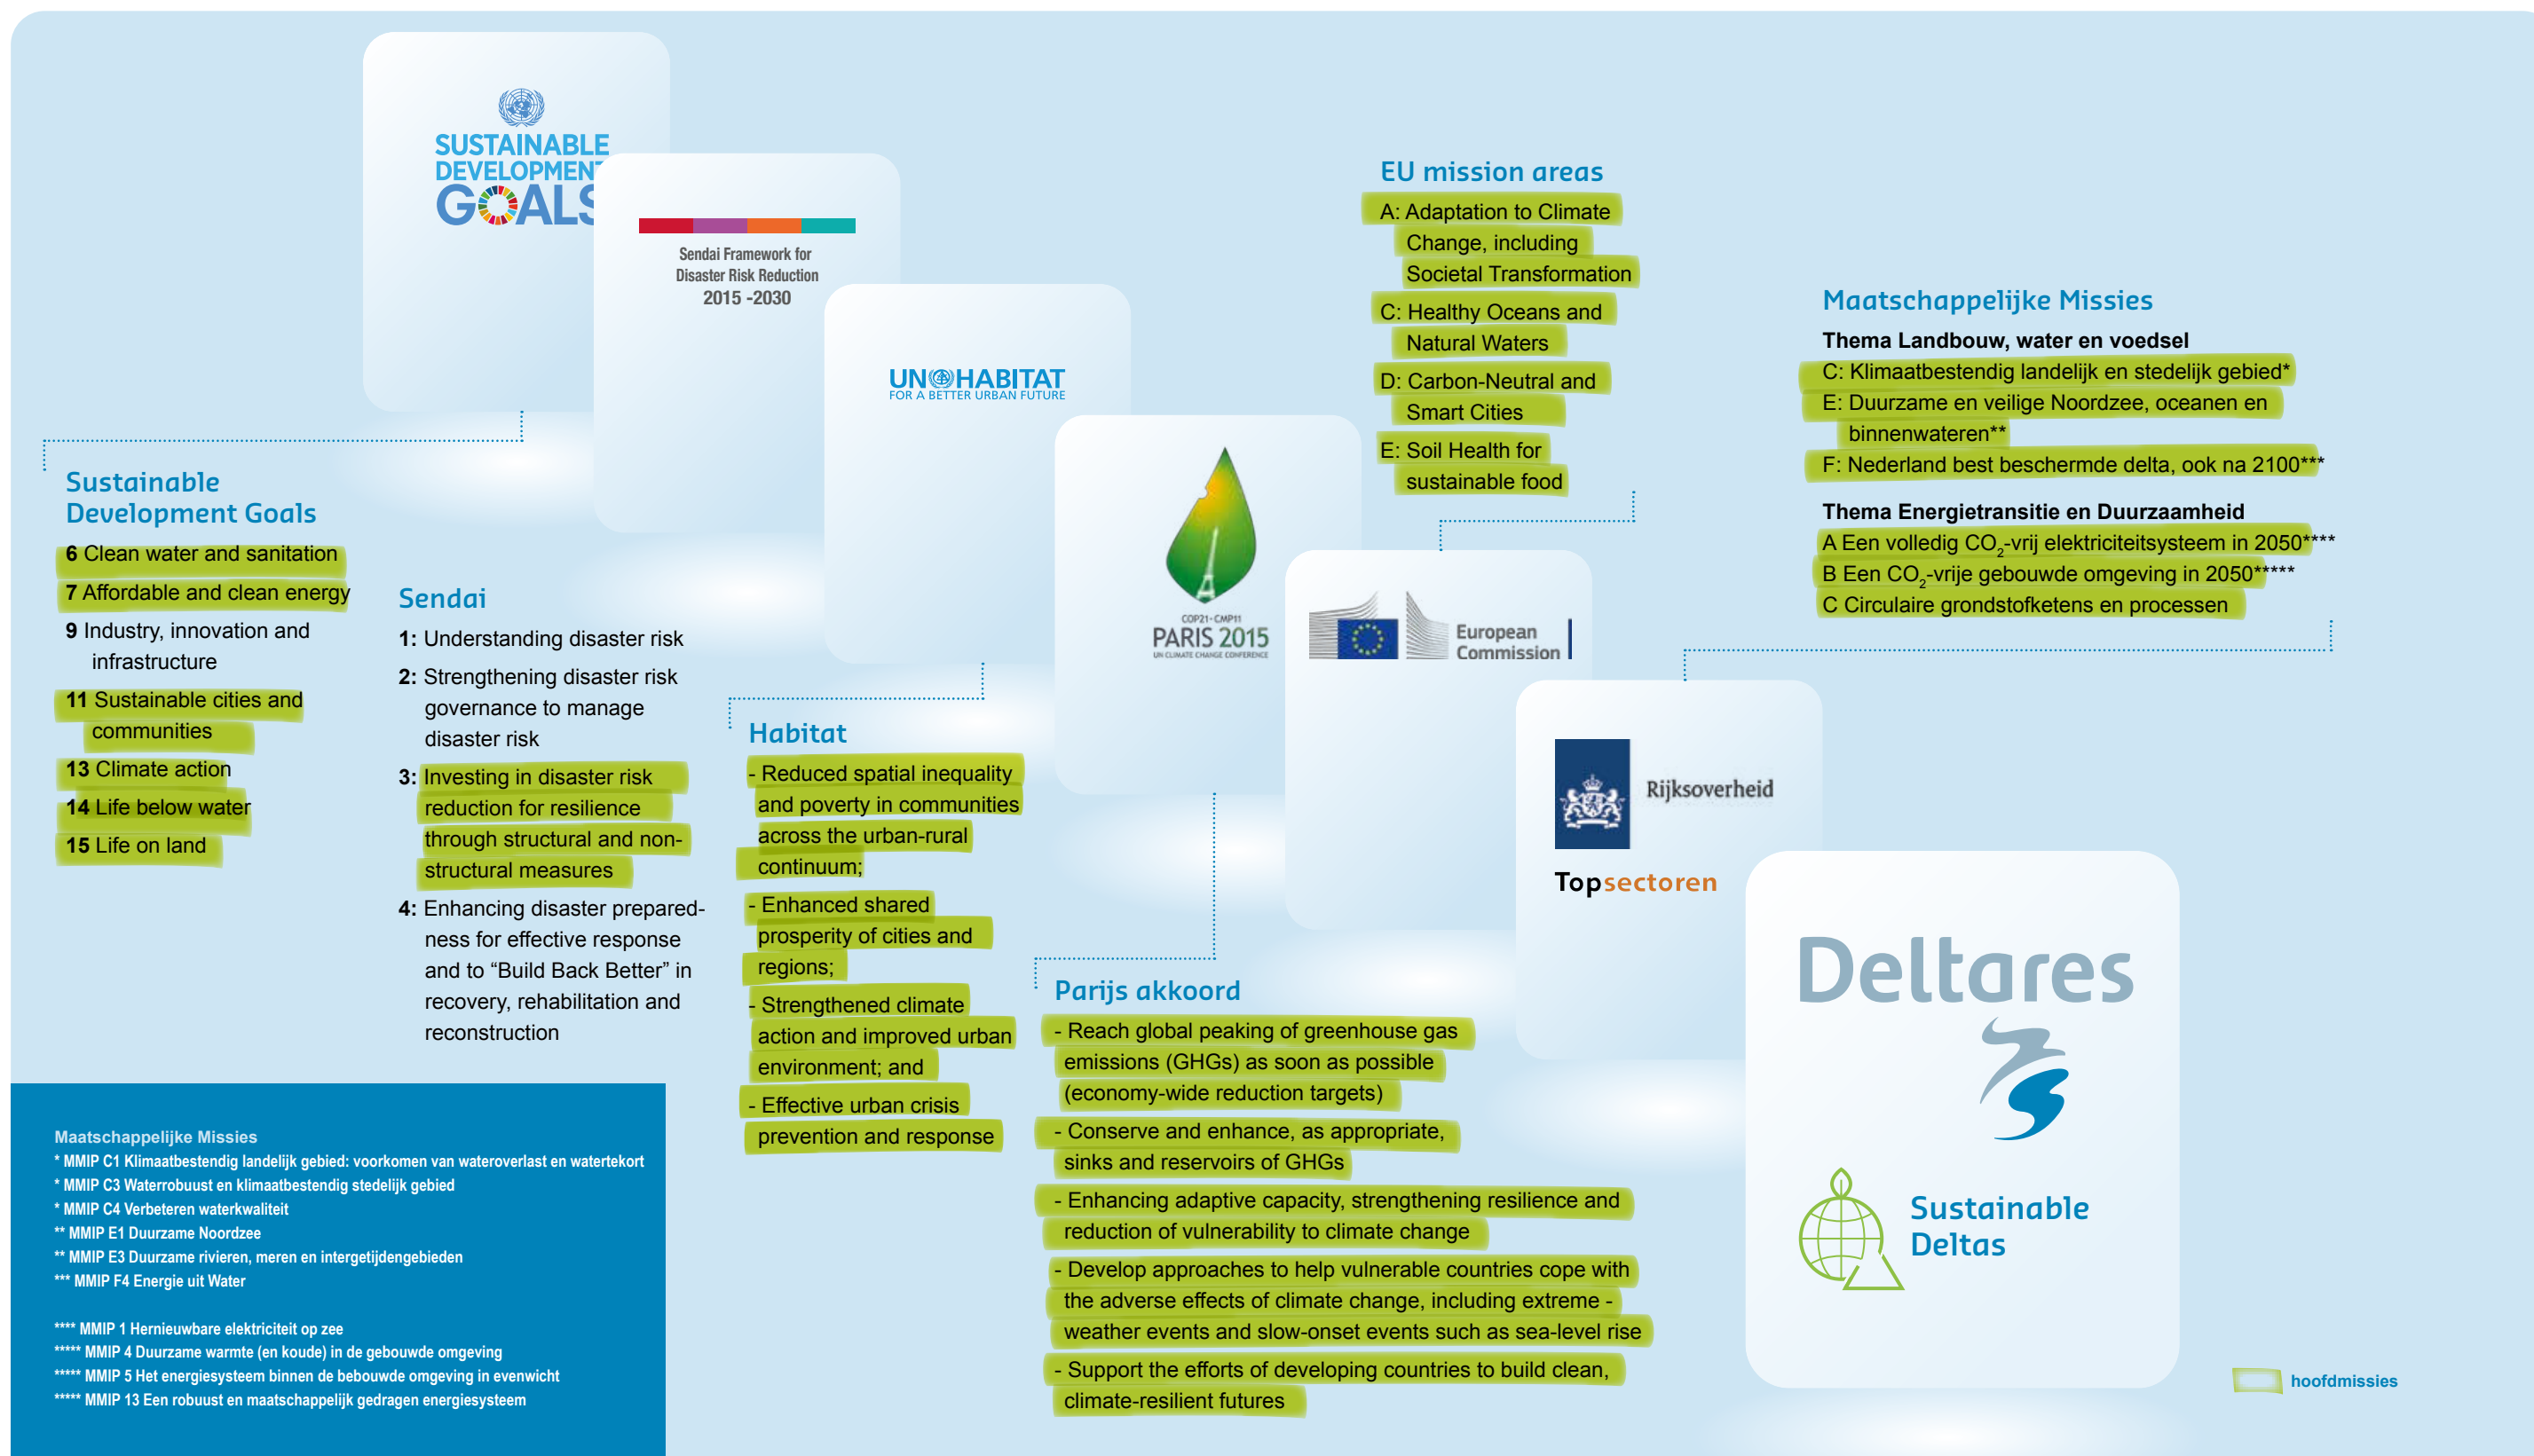 SUSTAINABLE
DEVELOPMENT
GOALS
Sendai Framework for
Disaster Risk Reduction
2015 -2030
UN HABITAT
FOR A BETTER URBAN FUTURE
COP21·CMP11
PARIS 2015
UN CLIMATE CHANGE CONFERENCE
European
Commission
Rijksoverheid
Topsectoren
Deltares
Sustainable
Deltas
Sustainable
Development Goals
6 Clean water and sanitation
7 Affordable and clean energy
9 Industry, innovation and
infrastructure
11 Sustainable cities and
communities
13 Climate action
14 Life below water
15 Life on land
Sendai
1: Understanding disaster risk
2: Strengthening disaster risk
governance to manage
disaster risk
3: Investing in disaster risk
reduction for resilience
through structural and non-
structural measures
4: Enhancing disaster prepared-
ness for effective response
and to “Build Back Better” in
recovery, rehabilitation and
reconstruction
Habitat
- Reduced spatial inequality
and poverty in communities
across the urban-rural
continuum;
- Enhanced shared
prosperity of cities and
regions;
- Strengthened climate
action and improved urban
environment; and
- Effective urban crisis
prevention and response
Parijs akkoord
- Reach global peaking of greenhouse gas
emissions (GHGs) as soon as possible
(economy-wide reduction targets)
- Conserve and enhance, as appropriate,
sinks and reservoirs of GHGs
- Enhancing adaptive capacity, strengthening resilience and
reduction of vulnerability to climate change
- Develop approaches to help vulnerable countries cope with
the adverse effects of climate change, including extreme -
weather events and slow-onset events such as sea-level rise
- Support the efforts of developing countries to build clean,
climate-resilient futures
EU mission areas
A: Adaptation to Climate
Change, including
Societal Transformation
C: Healthy Oceans and
Natural Waters
D: Carbon-Neutral and
Smart Cities
E: Soil Health for
sustainable food
Maatschappelijke Missies
Thema Landbouw, water en voedsel
C: Klimaatbestendig landelijk en stedelijk gebied*
E: Duurzame en veilige Noordzee, oceanen en
binnenwateren**
F: Nederland best beschermde delta, ook na 2100***
Thema Energietransitie en Duurzaamheid
A Een volledig CO2-vrij elektriciteitsysteem in 2050****
B Een CO2-vrije gebouwde omgeving in 2050*****
C Circulaire grondstofketens en processen
Maatschappelijke Missies
* MMIP C1 Klimaatbestendig landelijk gebied: voorkomen van wateroverlast en watertekort
* MMIP C3 Waterrobuust en klimaatbestendig stedelijk gebied
* MMIP C4 Verbeteren waterkwaliteit
** MMIP E1 Duurzame Noordzee
** MMIP E3 Duurzame rivieren, meren en intergetijdengebieden
*** MMIP F4 Energie uit Water
**** MMIP 1 Hernieuwbare elektriciteit op zee
***** MMIP 4 Duurzame warmte (en koude) in de gebouwde omgeving
***** MMIP 5 Het energiesysteem binnen de bebouwde omgeving in evenwicht
***** MMIP 13 Een robuust en maatschappelijk gedragen energiesysteem
hoofdmissies